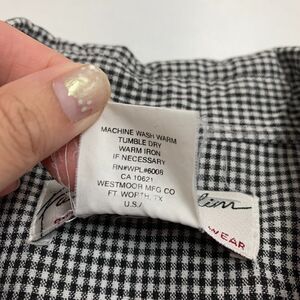 MACHINE WASH WARM
TUMBLE DRY
WARM IRON
IF NECESSARY
RN#WPL#6008
CA 10621
WESTMOOR MFG CO
FT. WORTH, TX
U.S.A
WEAR